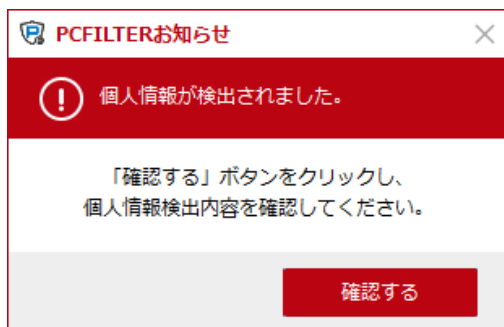 PCFILTERお知らせ
個人情報が検出されました。
「確認する」ボタンをクリックし、
個人情報検出内容を確認してください。
確認する